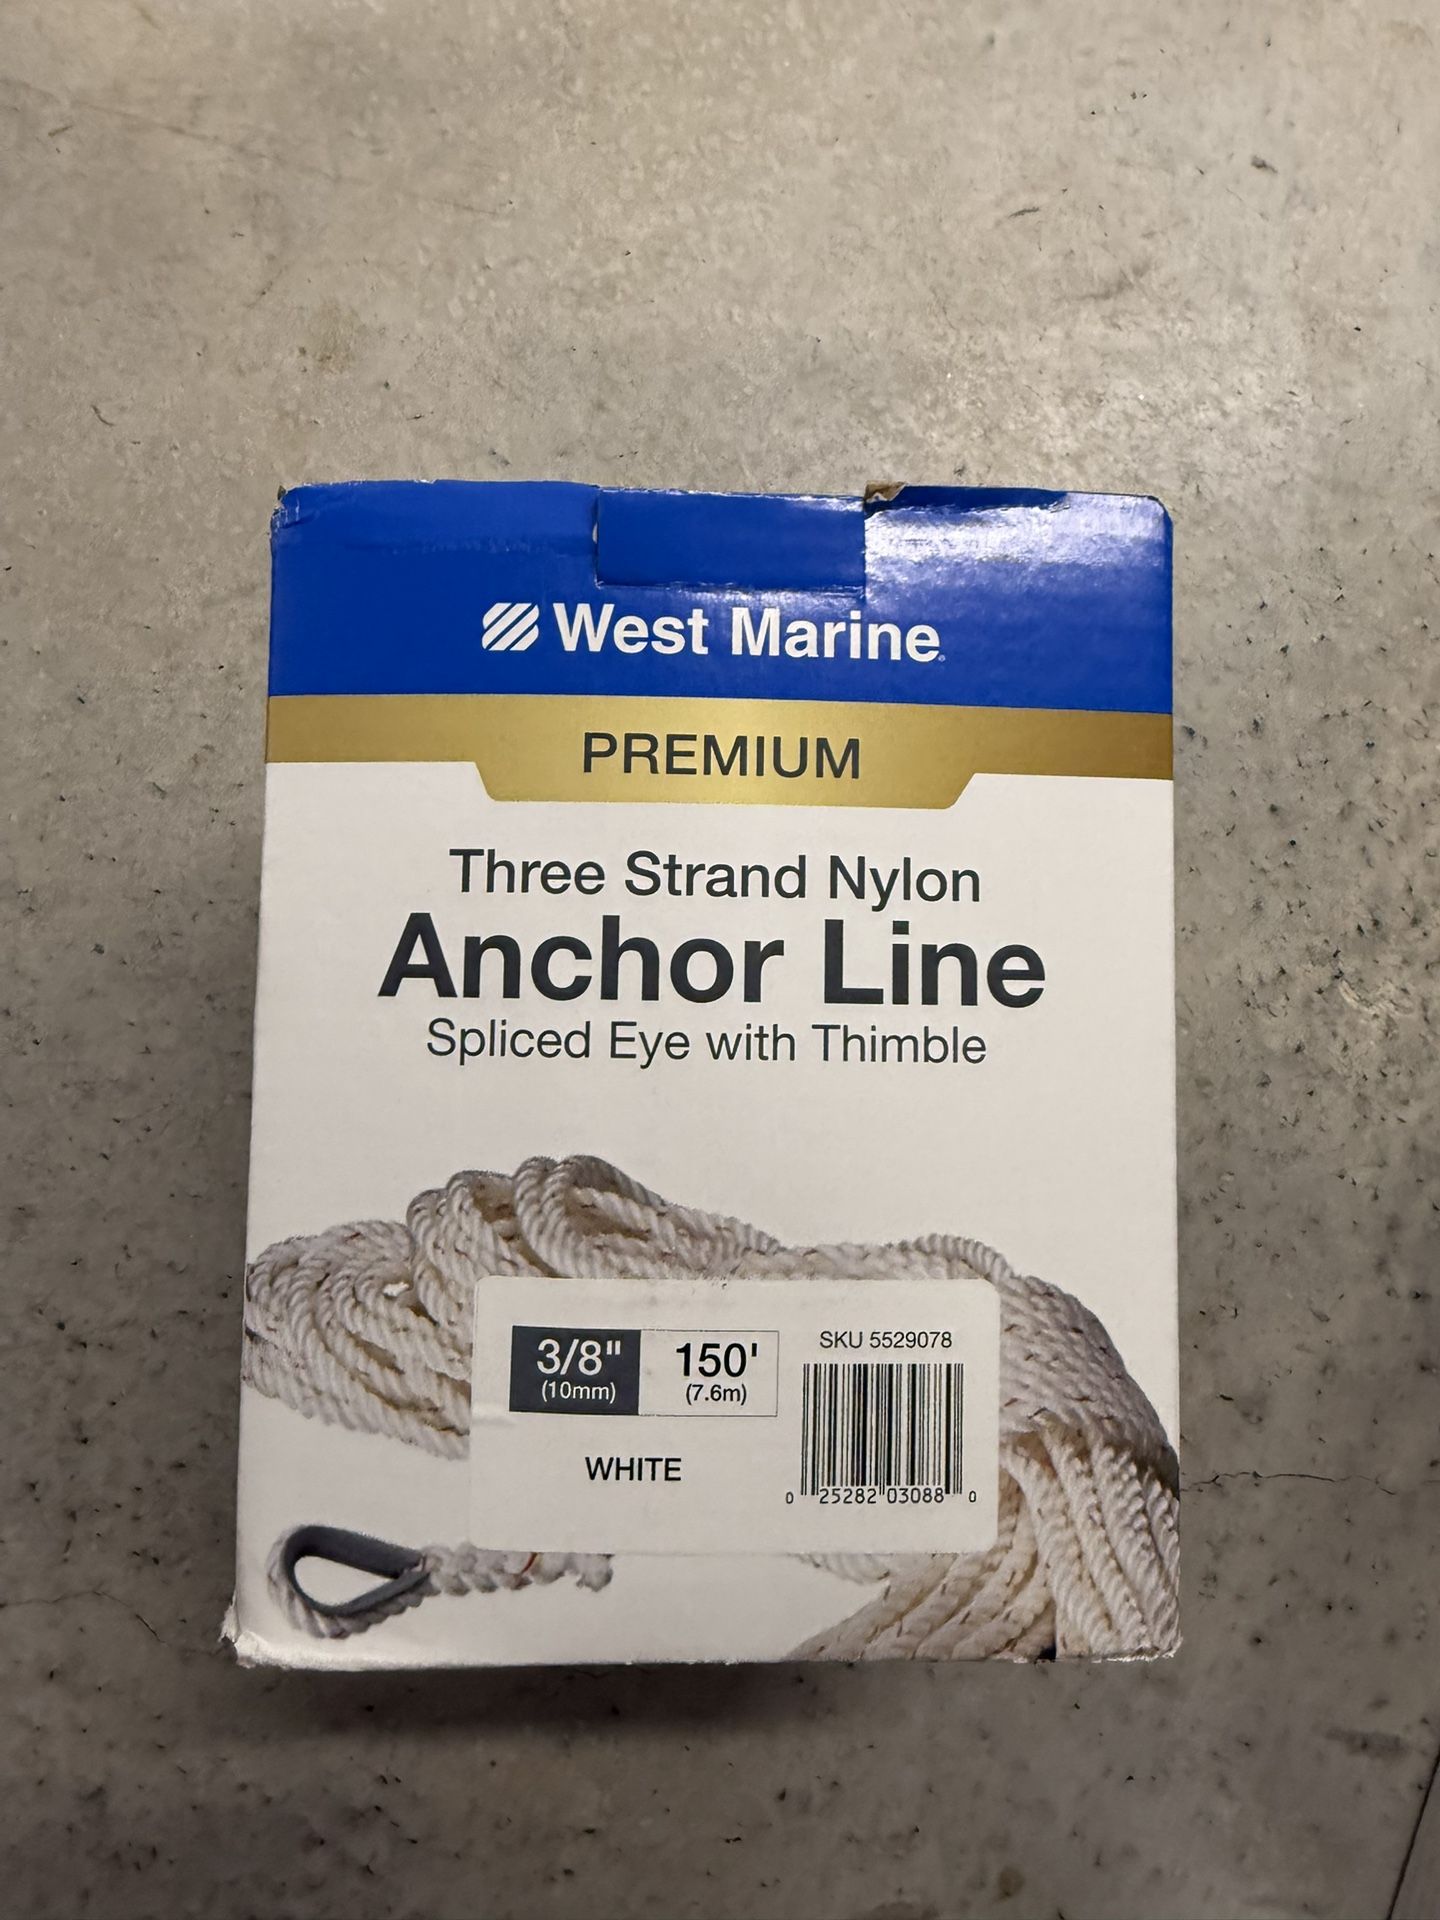 West Marine®
PREMIUM
Three Strand Nylon
Anchor Line
Spliced Eye with Thimble
3/8" 150' SKU 5529078
(10mm) (7.6m)
WHITE
0 25282 03088 0